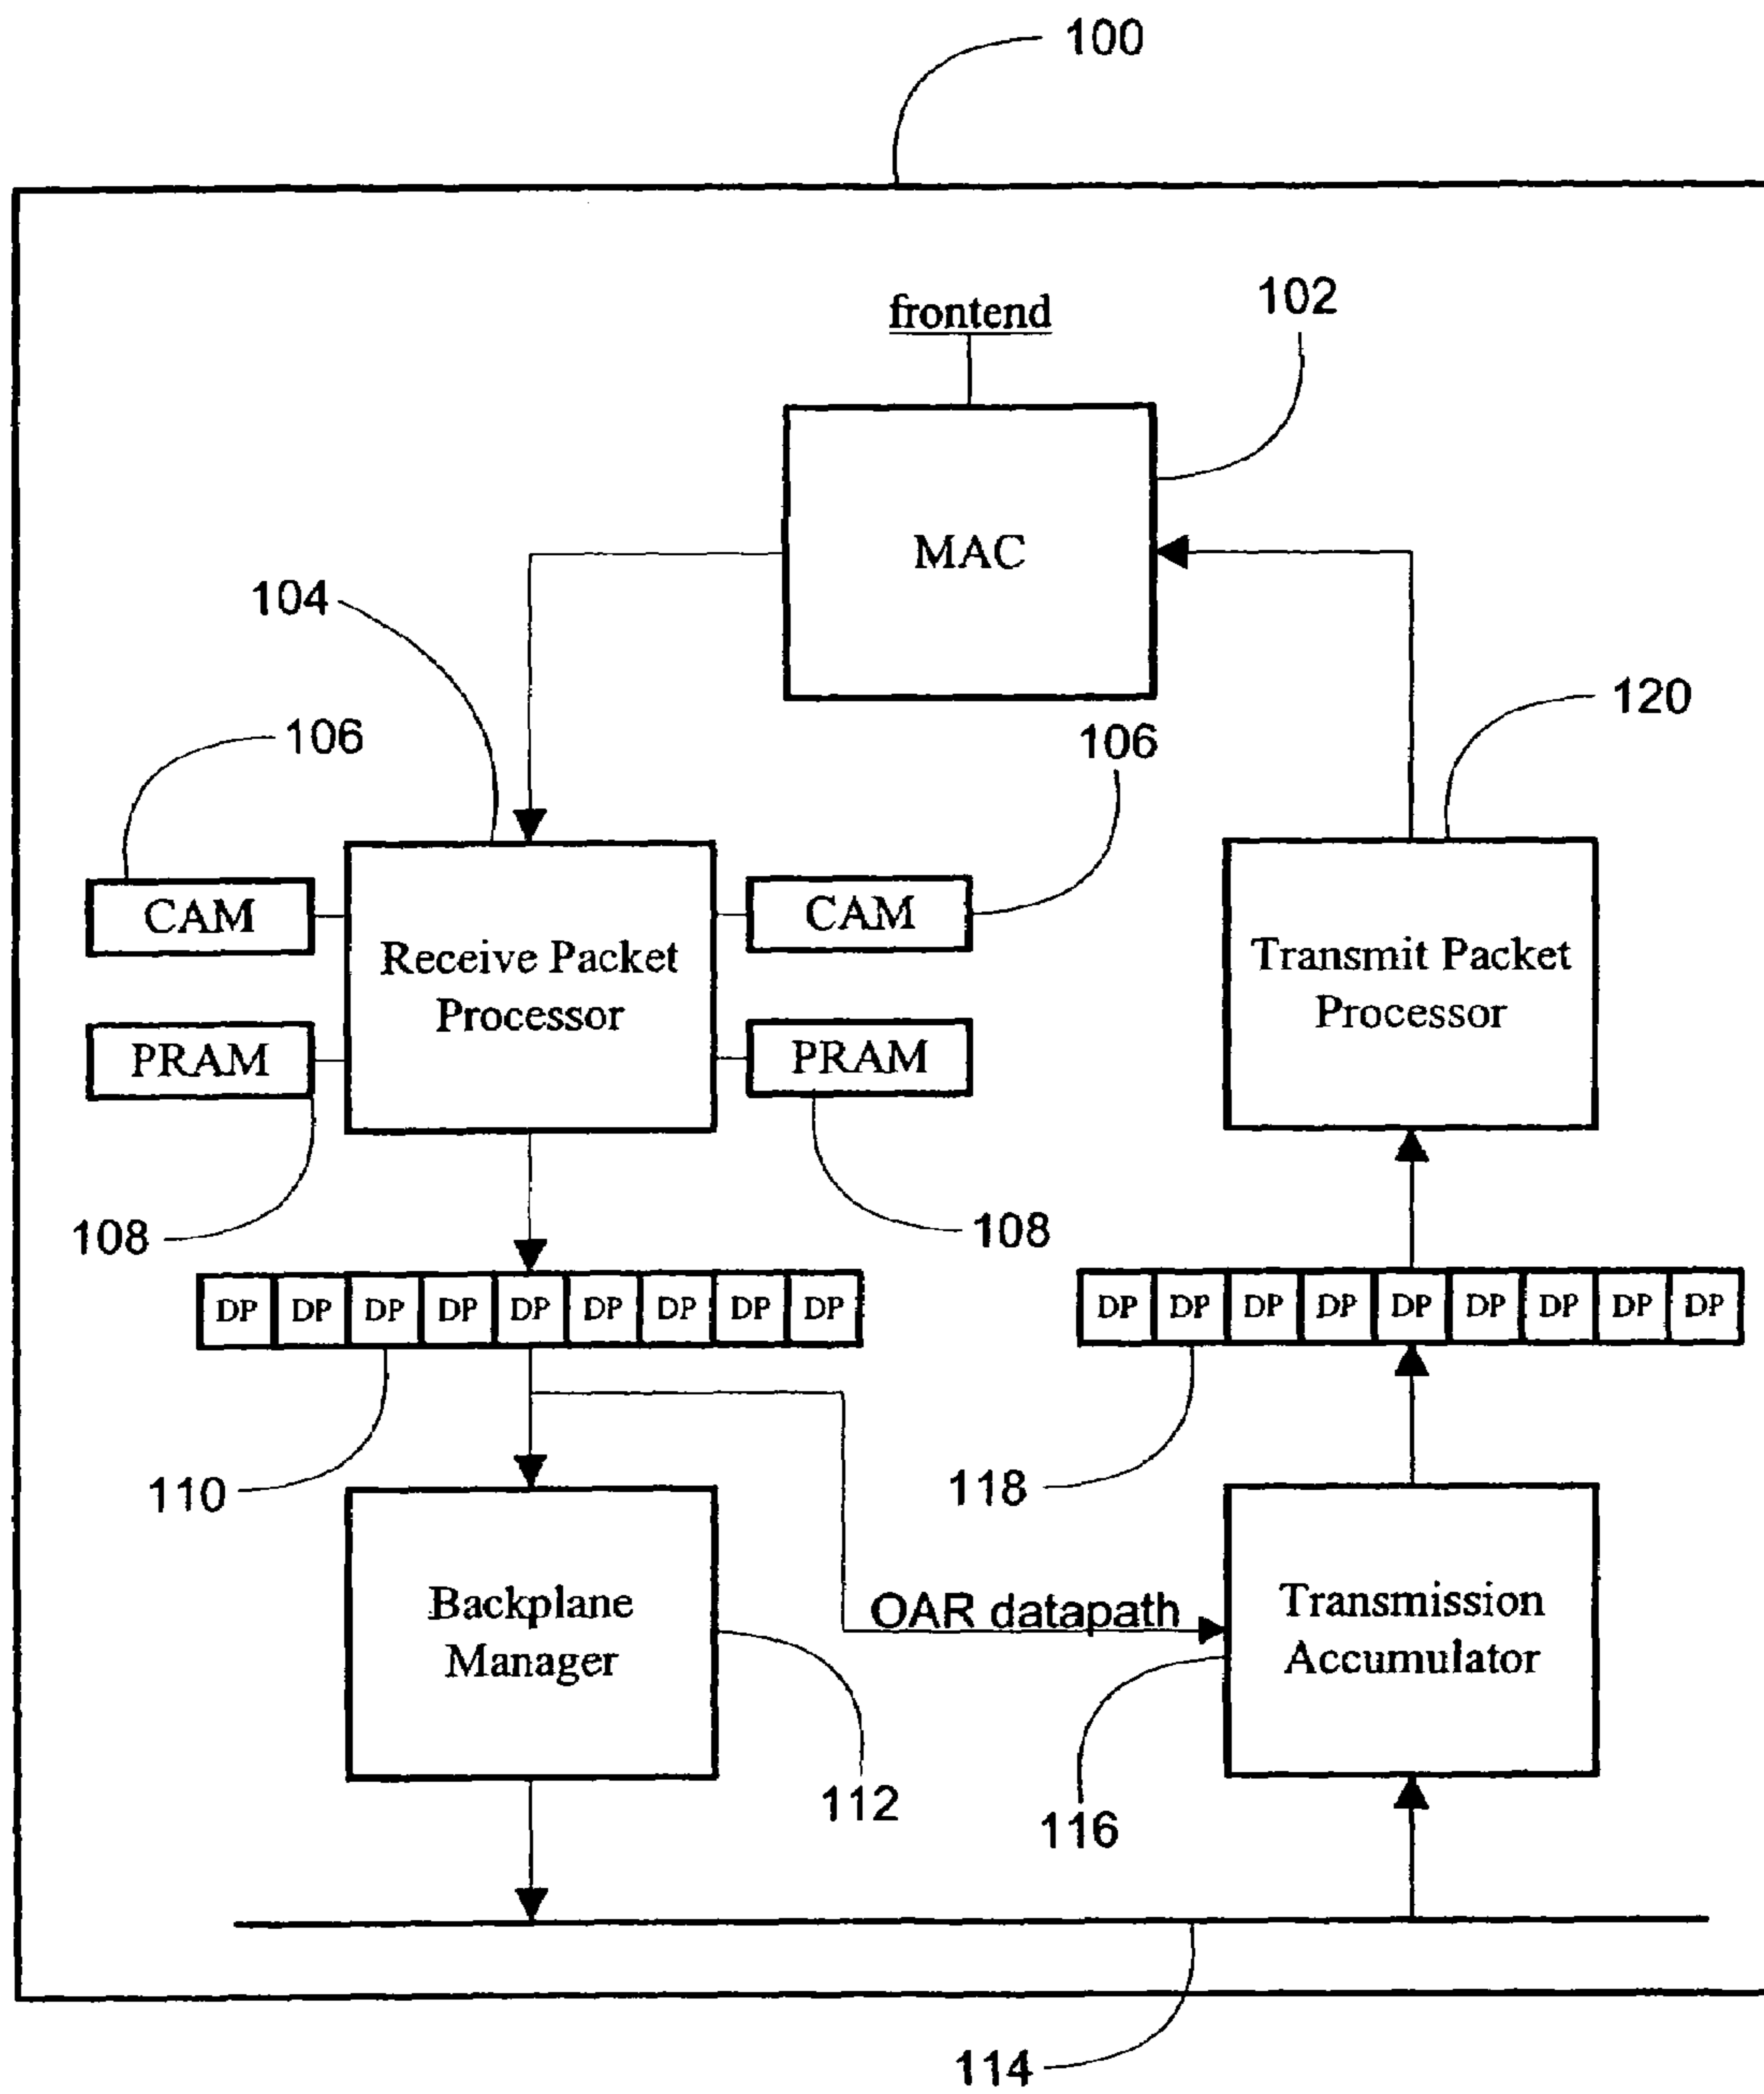 100
frontend
102
MAC
104
106
106
120
CAM
CAM
Receive Packet
Processor
Transmit Packet
Processor
PRAM
PRAM
108
108
DP DP DP DP DP DP DP DP DP
DP DP DP DP DP DP DP DP DP
110
118
Backplane
Manager
OAR datapath
Transmission
Accumulator
112
116
114